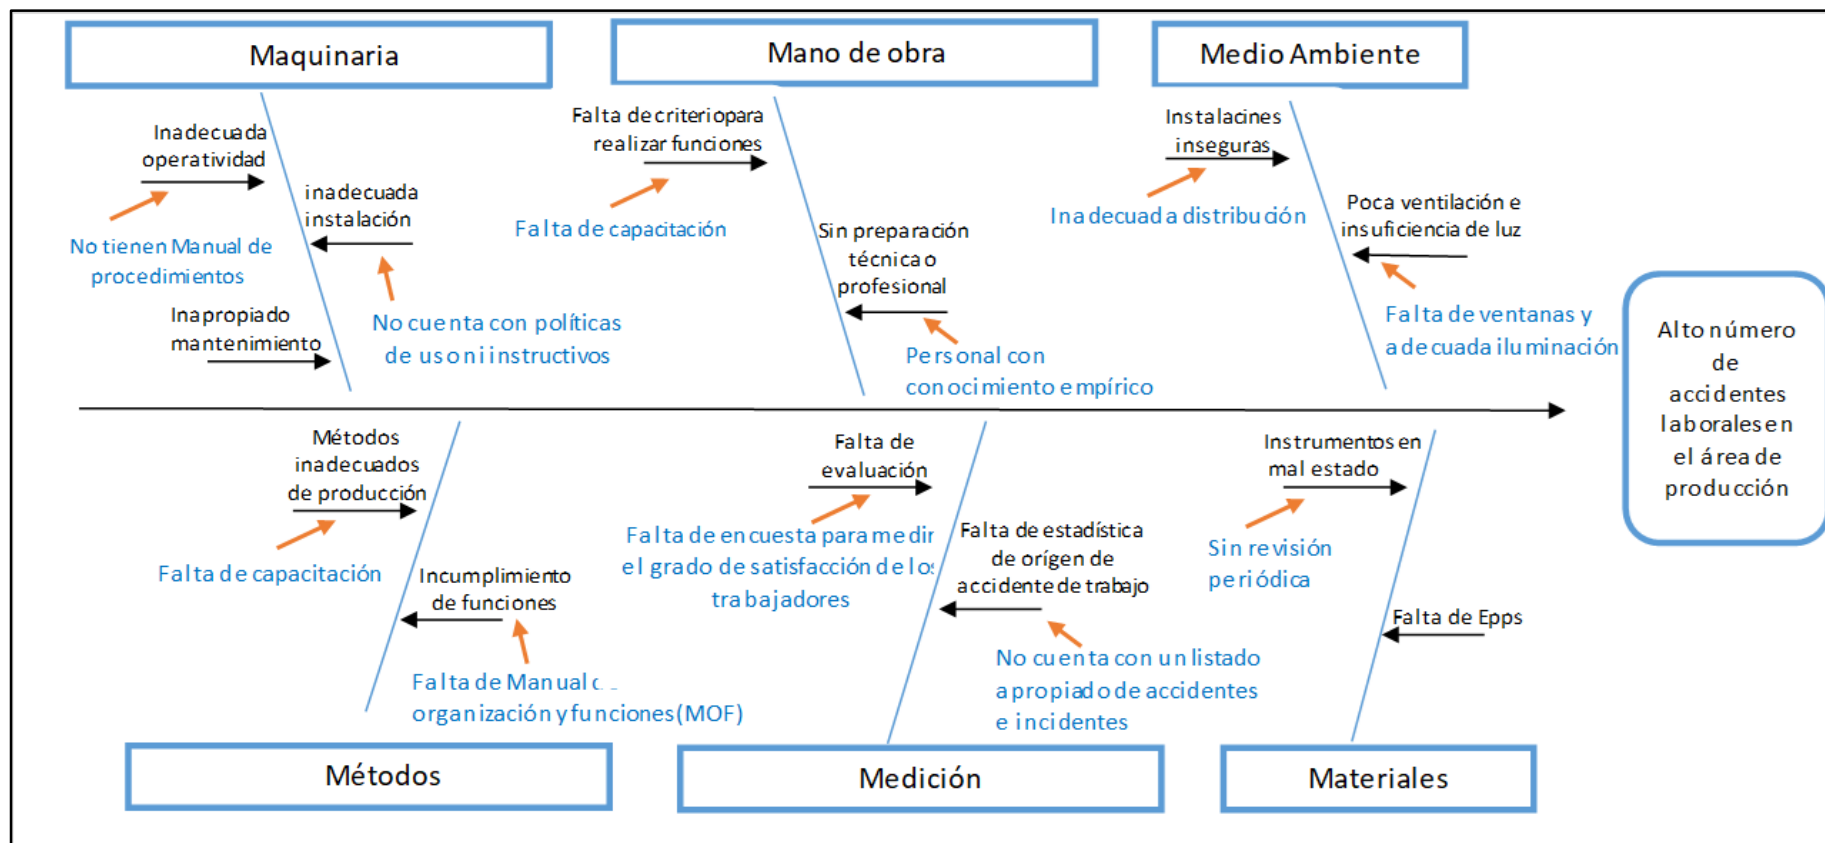 Maquinaria
Mano de obra
Medio Ambiente
Inadecuada
operatividad
No tienen Manual de
procedimientos
inadecuada
instalación
No cuenta con políticas
de uso ni instructivos
Inapropiado
mantenimiento
Falta de criterio para
realizar funciones
Falta de capacitación
Sin preparación
técnica o
profesional
Personal con
conocimiento empírico
Instalacines
inseguras
Inadecuada distribución
Poca ventilación e
insuficiencia de luz
Falta de ventanas y
adecuada iluminación
Alto número
de
accidentes
laborales en
el área de
producción
Métodos
inadecuados
de producción
Falta de capacitación
Incumplimiento
de funciones
Falta de Manual
organización y funciones (MOF)
Falta de
evaluación
Falta de encuesta para medir
el grado de satisfacción de los
trabajadores
Falta de estadística
de orígen de
accidente de trabajo
No cuenta con un listado
apropiado de accidentes
e incidentes
Instrumentos en
mal estado
Sin revisión
periódica
Falta de Epps
Métodos
Medición
Materiales